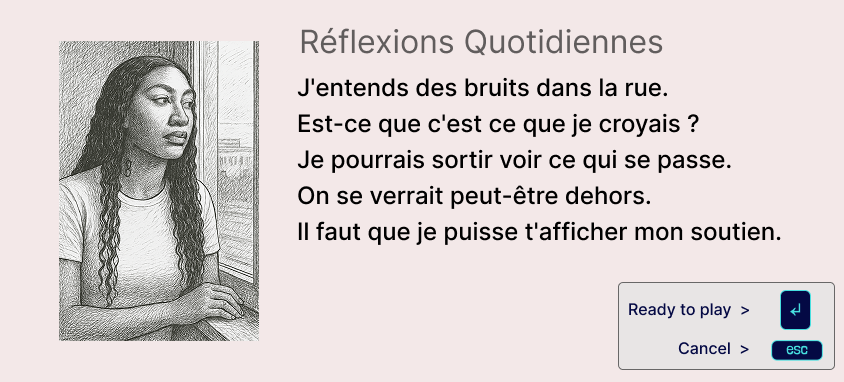 Réflexions Quotidiennes
J'entends des bruits dans la rue.
Est-ce que c'est ce que je croyais ?
Je pourrais sortir voir ce qui se passe.
On se verrait peut-être dehors.
Il faut que je puisse t'afficher mon soutien.
Ready to play > ↵
Cancel > esc